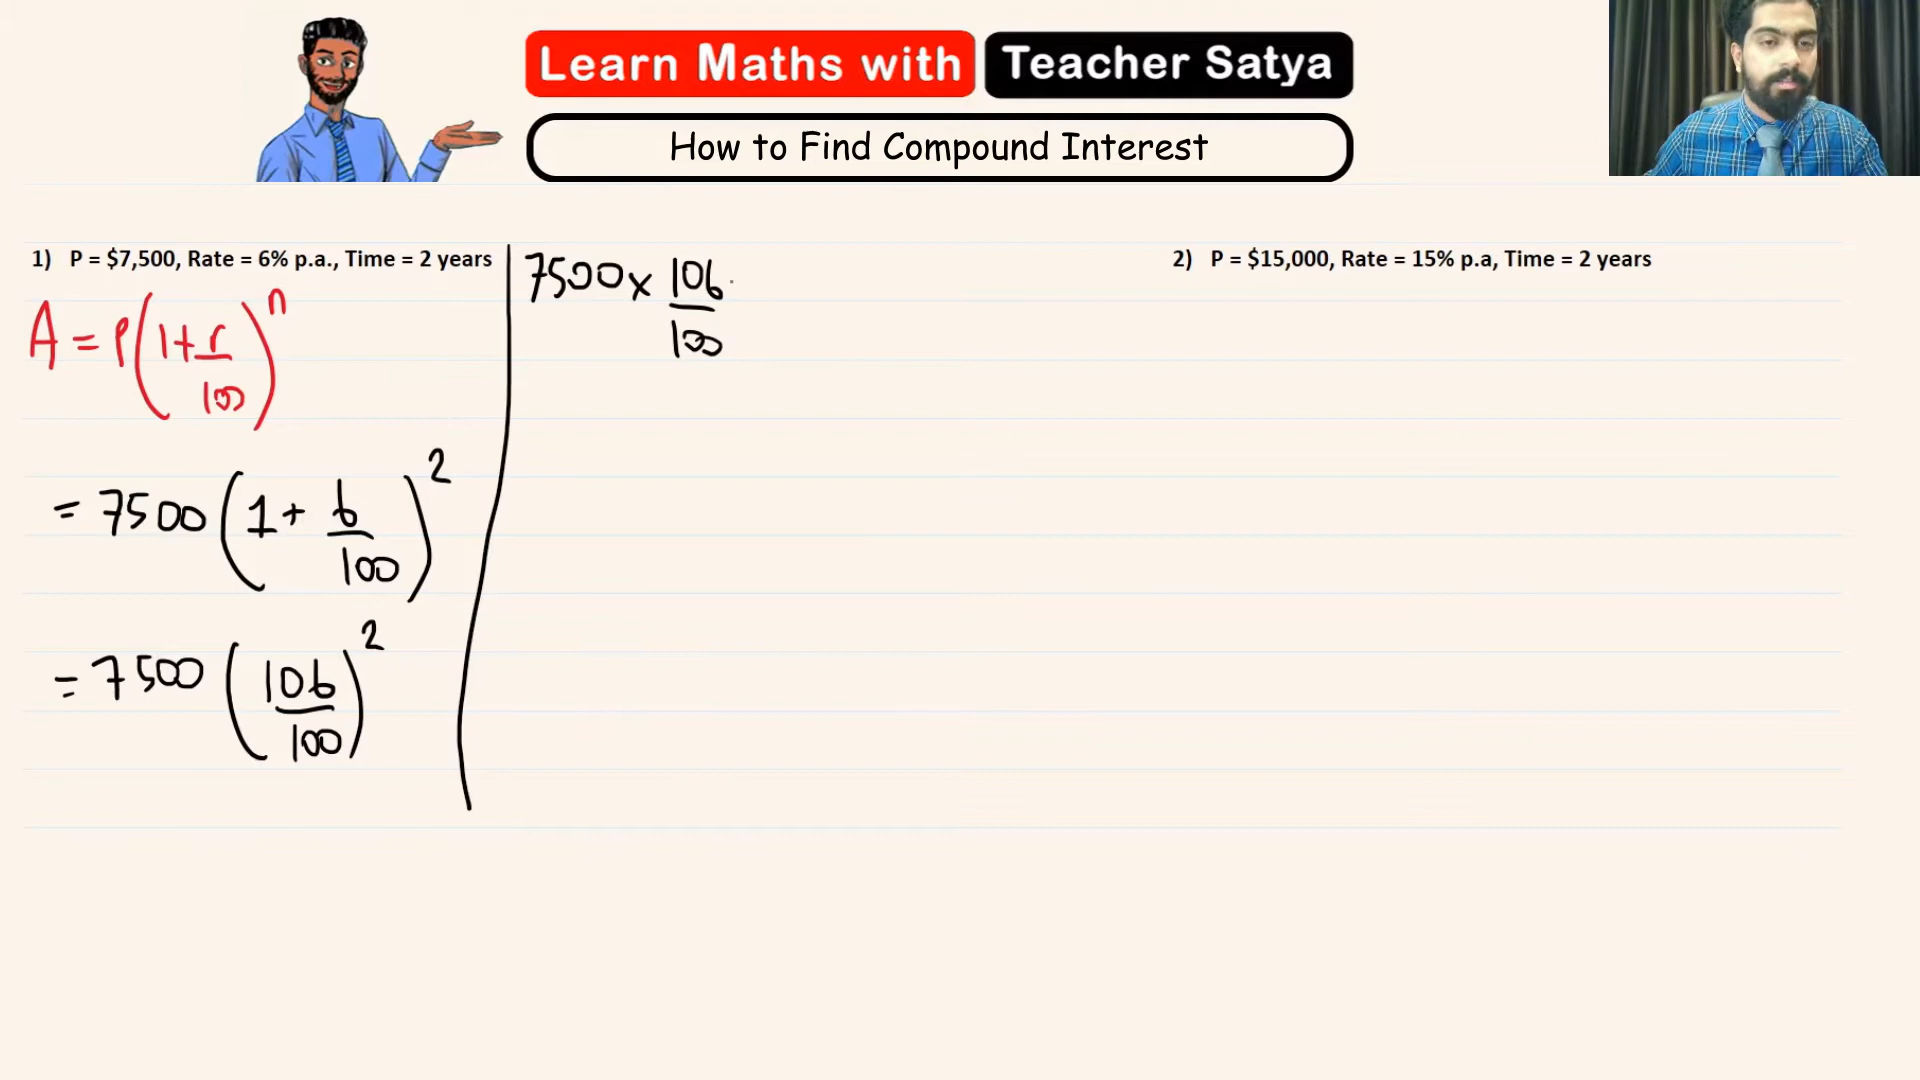 Learn Maths with Teacher Satya
How to Find Compound Interest
1) P = $7,500, Rate = 6% p.a., Time = 2 years
A = P(1+r/100)^n
= 7500(1+6/100)^2
= 7500(106/100)^2
7500x 106/100
2) P = $15,000, Rate = 15% p.a, Time = 2 years